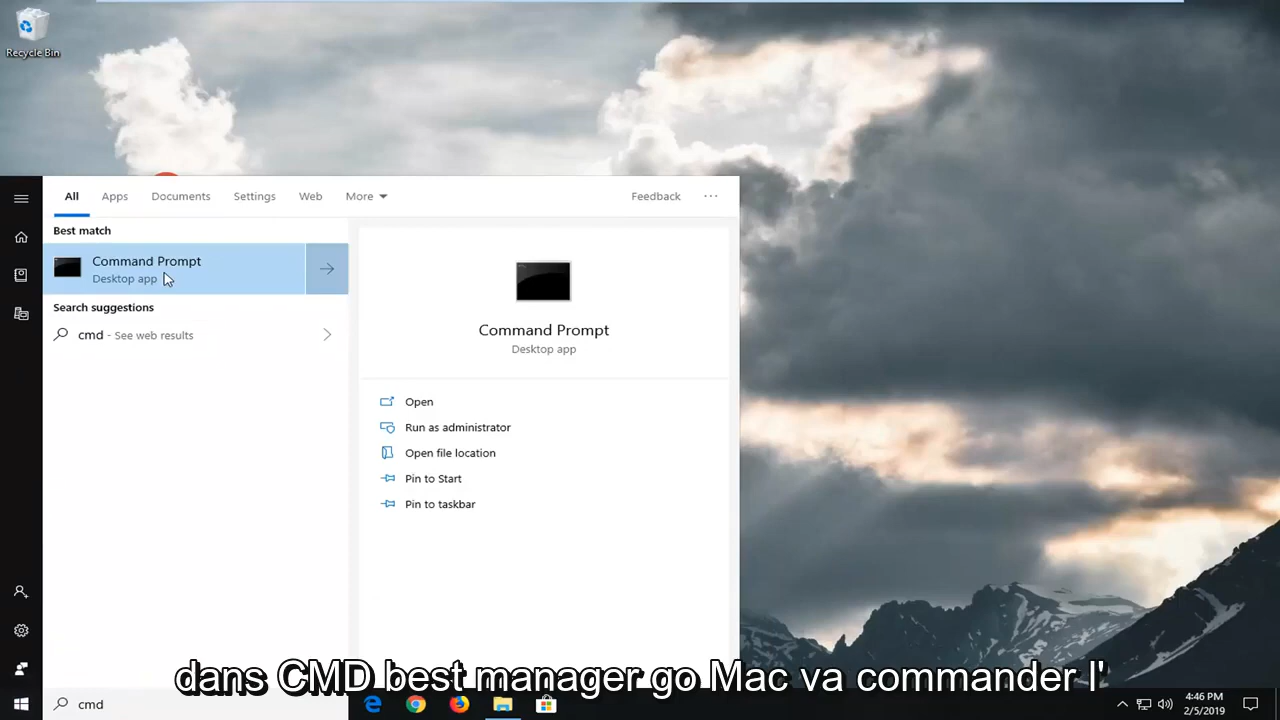 Recycle Bin
All Apps Documents Settings Web More Feedback ...
Best match
Command Prompt
Desktop app
Search suggestions
cmd - See web results
Command Prompt
Desktop app
Open
Run as administrator
Open file location
Pin to Start
Pin to taskbar
dans CMD best manager go Mac va commander l'
cmd
4:46 PM
2/5/2019